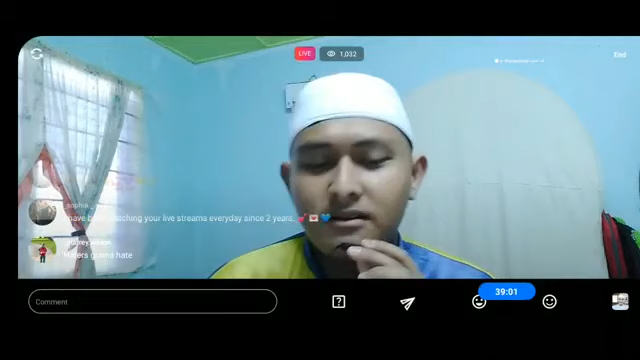 LIVE
1,032
End
sophia
have been watching your live streams everyday since 2 years.
Haters gonna hate
39:01
Comment